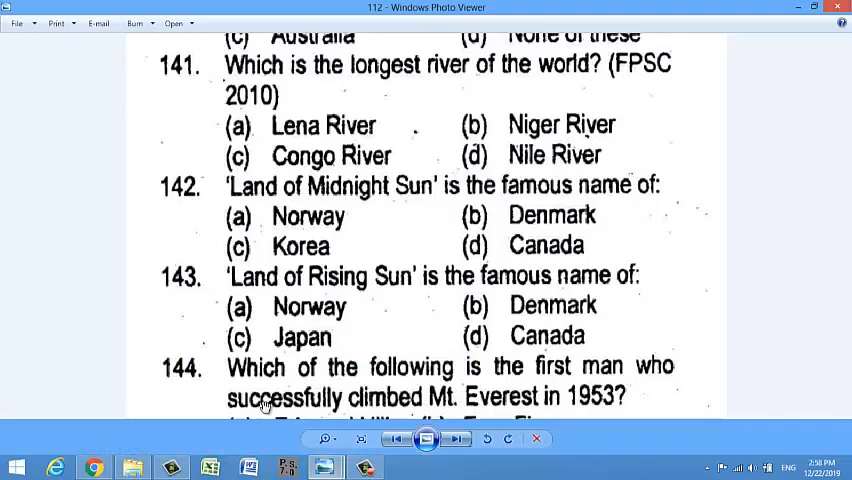 112 - Windows Photo Viewer
File Print E-mail Burn Open
(c) Australia (d) None of these
141. Which is the longest river of the world? (FPSC
2010)
(a) Lena River (b) Niger River
(c) Congo River (d) Nile River
142. 'Land of Midnight Sun' is the famous name of:
(a) Norway (b) Denmark
(c) Korea (d) Canada
143. 'Land of Rising Sun' is the famous name of:
(a) Norway (b) Denmark
(c) Japan (d) Canada
144. Which of the following is the first man who
successfully climbed Mt. Everest in 1953?
P.S.
7-0
ENG
2:58 PM
12/22/2019